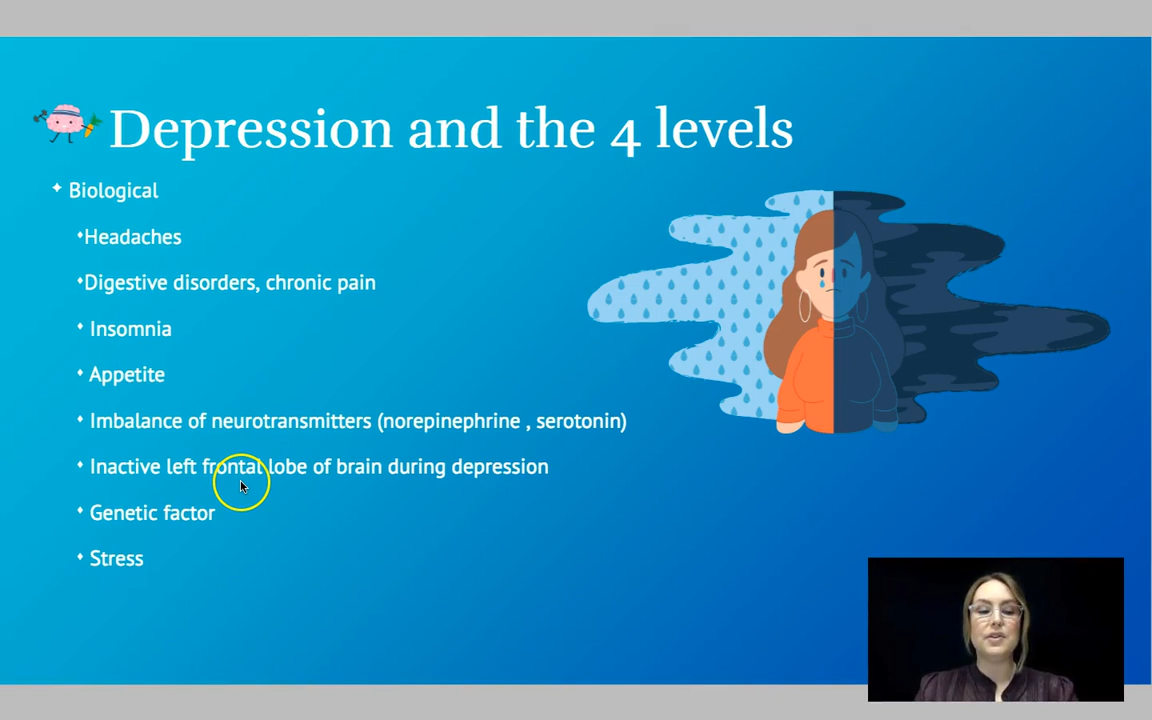 Depression and the 4 levels
Biological
Headaches
Digestive disorders, chronic pain
Insomnia
Appetite
Imbalance of neurotransmitters (norepinephrine , serotonin)
Inactive left frontal lobe of brain during depression
Genetic factor
Stress